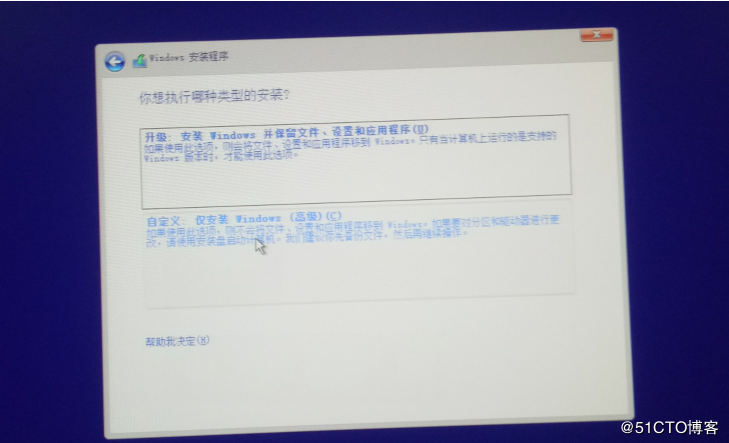 Windows 安装程序
你想执行哪种类型的安装?
升级: 安装 Windows 并保留文件、设置和应用程序(U)
如果使用此选项，则会将文件、设置和应用程序移到 Windows。只有当计算机上运行的是支持的
Windows 版本时，才能使用此选项。
自定义: 仅安装 Windows (高级)(C)
如果使用此选项，则不会将文件、设置和应用程序移到 Windows。如果要对分区和驱动器进行更
改，请使用安装盘启动计算机。我们建议你先备份文件，然后再继续操作。
帮助我决定(H)
@51CTO博客